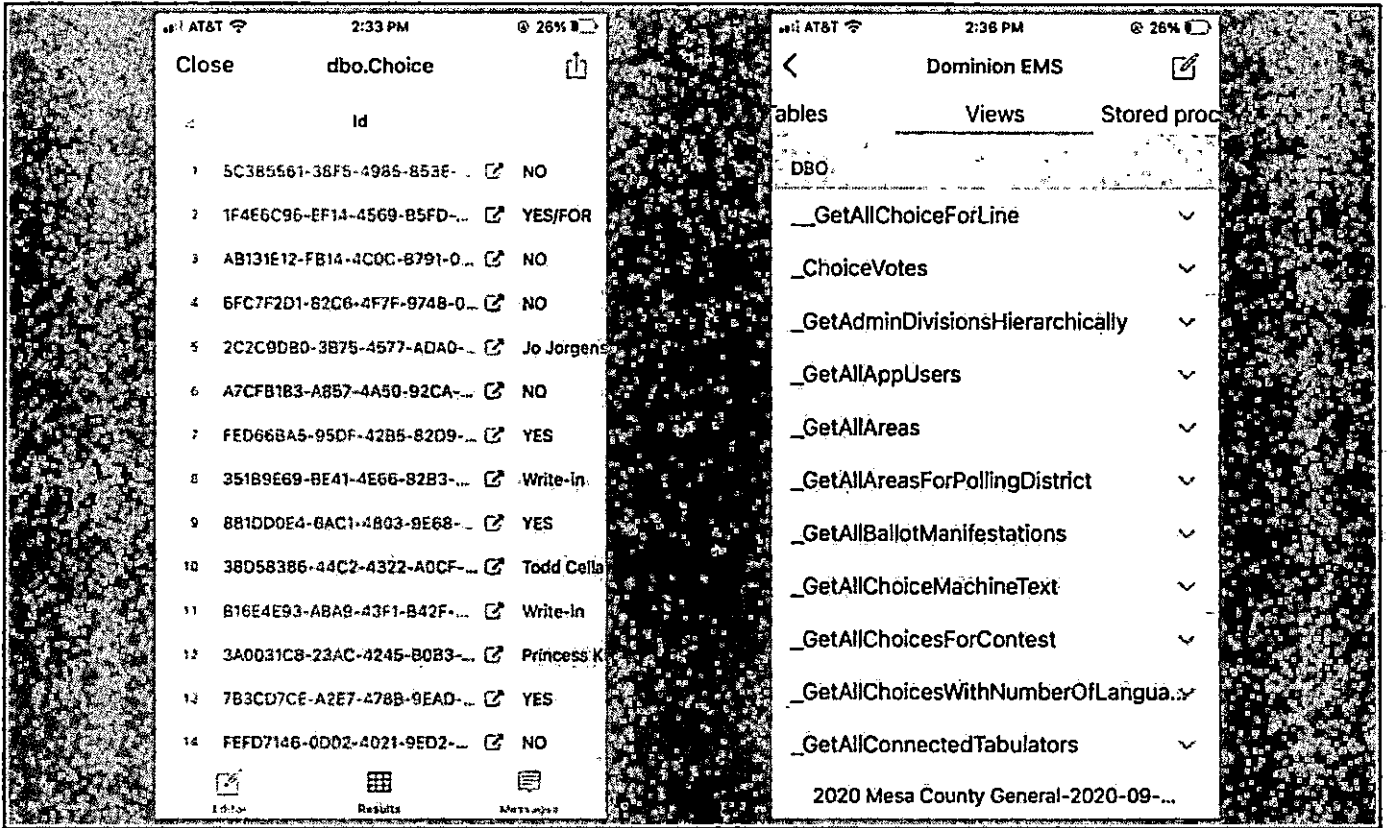 AT&T 2:33 PM 26%
Close dbo.Choice
Id
1 5C385561-38F5-4985-853E-... NO
2 1F4E6C96-EF14-4569-B5FD-... YES/FOR
3 AB131E12-FB14-4C0C-B791-0... NO
4 6FC7F2D1-82C6-4F7F-9748-0... NO
5 2C2C9DB0-3B75-4577-ADA0-... Jo Jorgens
6 A7CFB1B3-A857-4A50-92CA-... NO
7 FED66BA5-95DF-42B5-82D9-... YES
8 351B9E69-BE41-4E66-82B3-... Write-in
9 881DD0E4-6AC1-4803-9E68-... YES
10 38D58386-44C2-4322-A0CF-... Todd Cella
11 B16E4E93-ABA9-43F1-B42F-... Write-in
12 3A0031C8-23AC-4245-B0B3-... Princess K
13 7B3CD7CE-A2E7-478B-9EAD-... YES
14 FEFD7146-0D02-4021-9ED2-... NO
Editor Results Messages
AT&T 2:36 PM 26%
Dominion EMS
ables Views Stored proc
DBO
__GetAllChoiceForLine
_ChoiceVotes
_GetAdminDivisionsHierarchically
_GetAllAppUsers
_GetAllAreas
_GetAllAreasForPollingDistrict
_GetAllBallotManifestations
_GetAllChoiceMachineText
_GetAllChoicesForContest
_GetAllChoicesWithNumberOfLangua...
_GetAllConnectedTabulators
2020 Mesa County General-2020-09-...